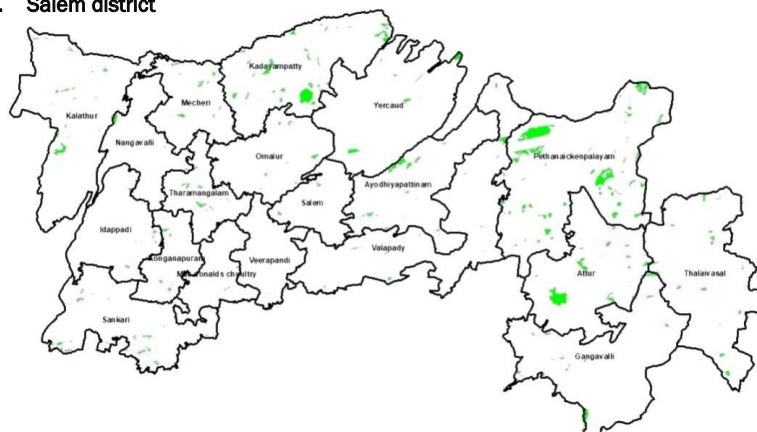 . Salem district
Kadayampatty
Mecheri
Yercaud
Kalathur
Nangavalli
Omalur
Pethanaickenpalayam
Ayodhiyapattinam
Tharamangalam
Salem
Idappadi
Valapady
Konganapuram
Veerapandi
Attur
Thalaivasal
Sankari
Gangavalli